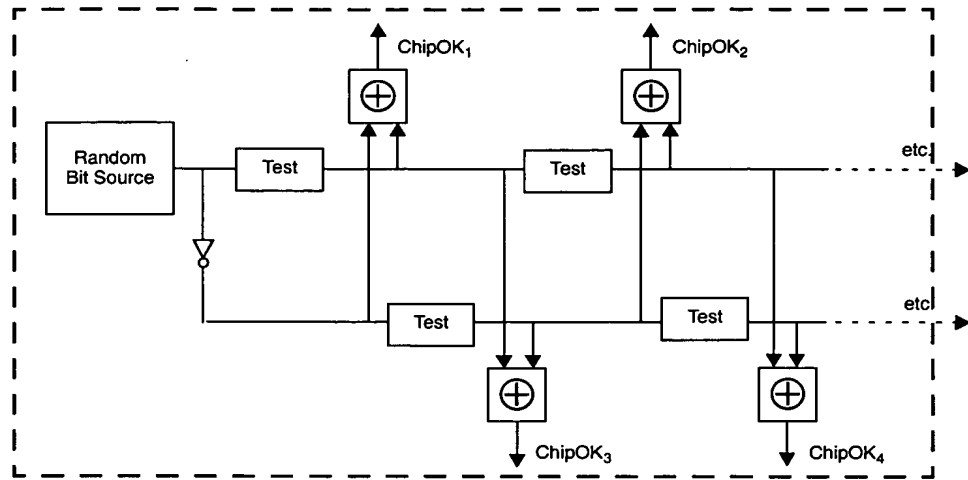 ChipOK₁
ChipOK₂
Random
Bit Source
Test
Test
etc.
Test
Test
etc
ChipOK₃
ChipOK₄